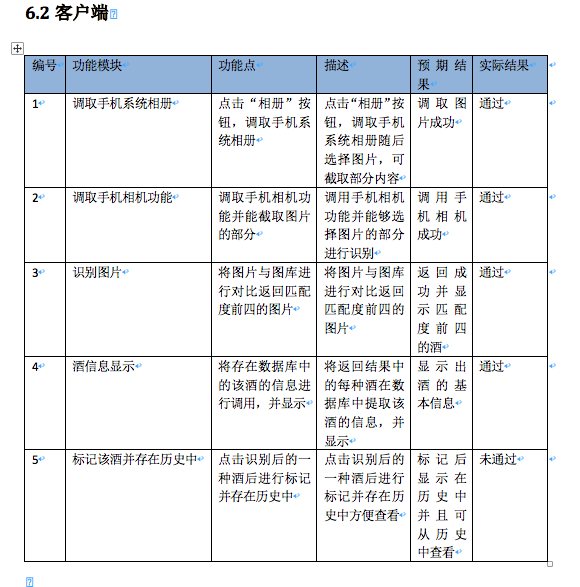 6.2 客户端
编号 功能模块 功能点 描述 预期结 实际结果
果
1 调取手机系统相册 点击“相册”按 点击“相册”按 调取图 通过
钮，调取手机系 钮，调取手机 片成功
统相册 系统相册随后
选择图片，可
截取部分内容
2 调取手机相机功能 调取手机相机功 调用手机相机 调用手 通过
能并能截取图片 功能并能够选 机相机
的部分 择图片的部分 成功
进行识别
3 识别图片 将图片与图库 将图片与图库 返回成 通过
进行对比返回匹配 进行对比返回 功并显
度前四的图片 匹配度前四的 示匹配
图片 度前四
的酒
4 酒信息显示 将存在数据库中 将返回结果中 显示出 通过
的该酒的信息进 的每种酒在数 酒的基
行调用，并显示 据库中提取该 本信息
酒的信息，并
显示
5 标记该酒并存在历史中 点击识别后的一 点击识别后的 标记后 未通过
种酒后进行标记 一种酒后进行 显示在
并存在历史中 标记并存在历 历史中
史中方便查看 并且可
从历史
中查看